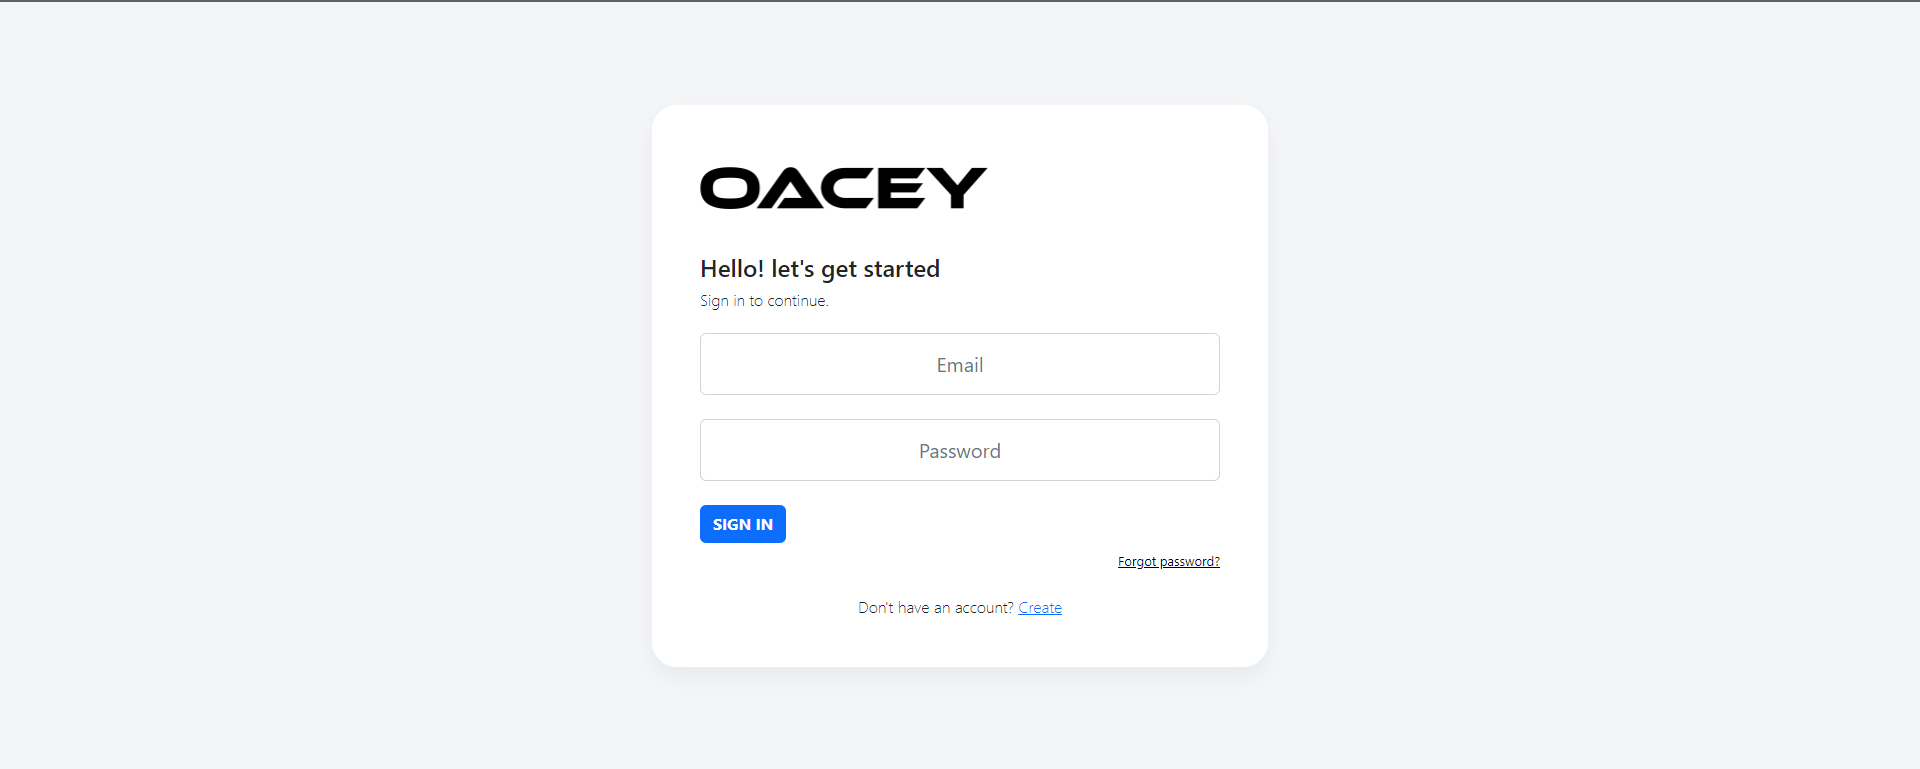 OACEY
Hello! let's get started
Sign in to continue.
Email
Password
SIGN IN
Forgot password?
Don't have an account? Create